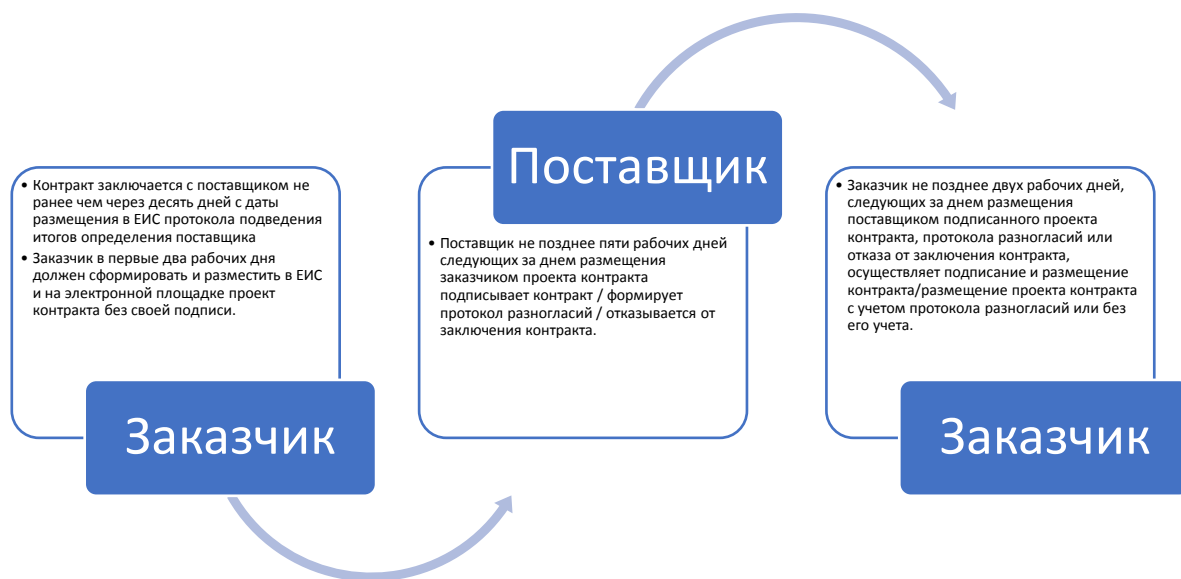 • Контракт заключается с поставщиком не
ранее чем через десять дней с даты
размещения в ЕИС протокола подведения
итогов определения поставщика
• Заказчик в первые два рабочих дня
должен сформировать и разместить в ЕИС
и на электронной площадке проект
контракта без своей подписи.
Заказчик
Поставщик
• Поставщик не позднее пяти рабочих дней
следующих за днем размещения
заказчиком проекта контракта
подписывает контракт / формирует
протокол разногласий / отказывается от
заключения контракта.
• Заказчик не позднее двух рабочих дней,
следующих за днем размещения
поставщиком подписанного проекта
контракта, протокола разногласий или
отказа от заключения контракта,
осуществляет подписание и размещение
контракта/размещение проекта контракта
с учетом протокола разногласий или без
его учета.
Заказчик